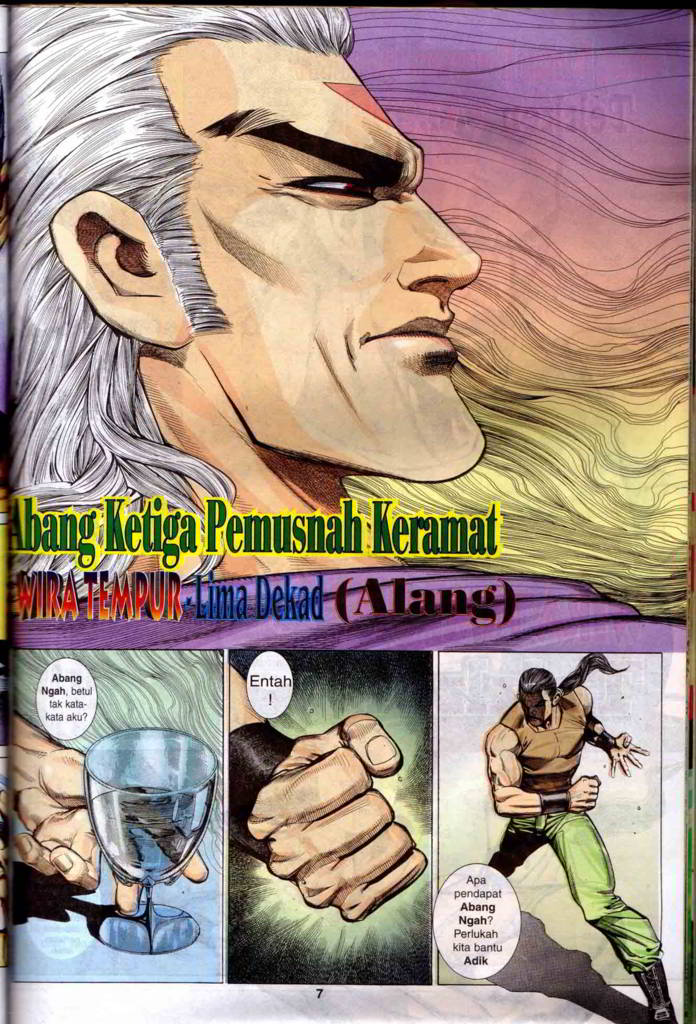 Abang Ketiga Pemusnah Keramat
WIRA TEMPUR-Lima Dekad (Alang)
Abang
Ngah, betul
tak kata-
kata aku?
Entah
!
Apa
pendapat
Abang
Ngah?
Perlukah
kita bantu
Adik
7